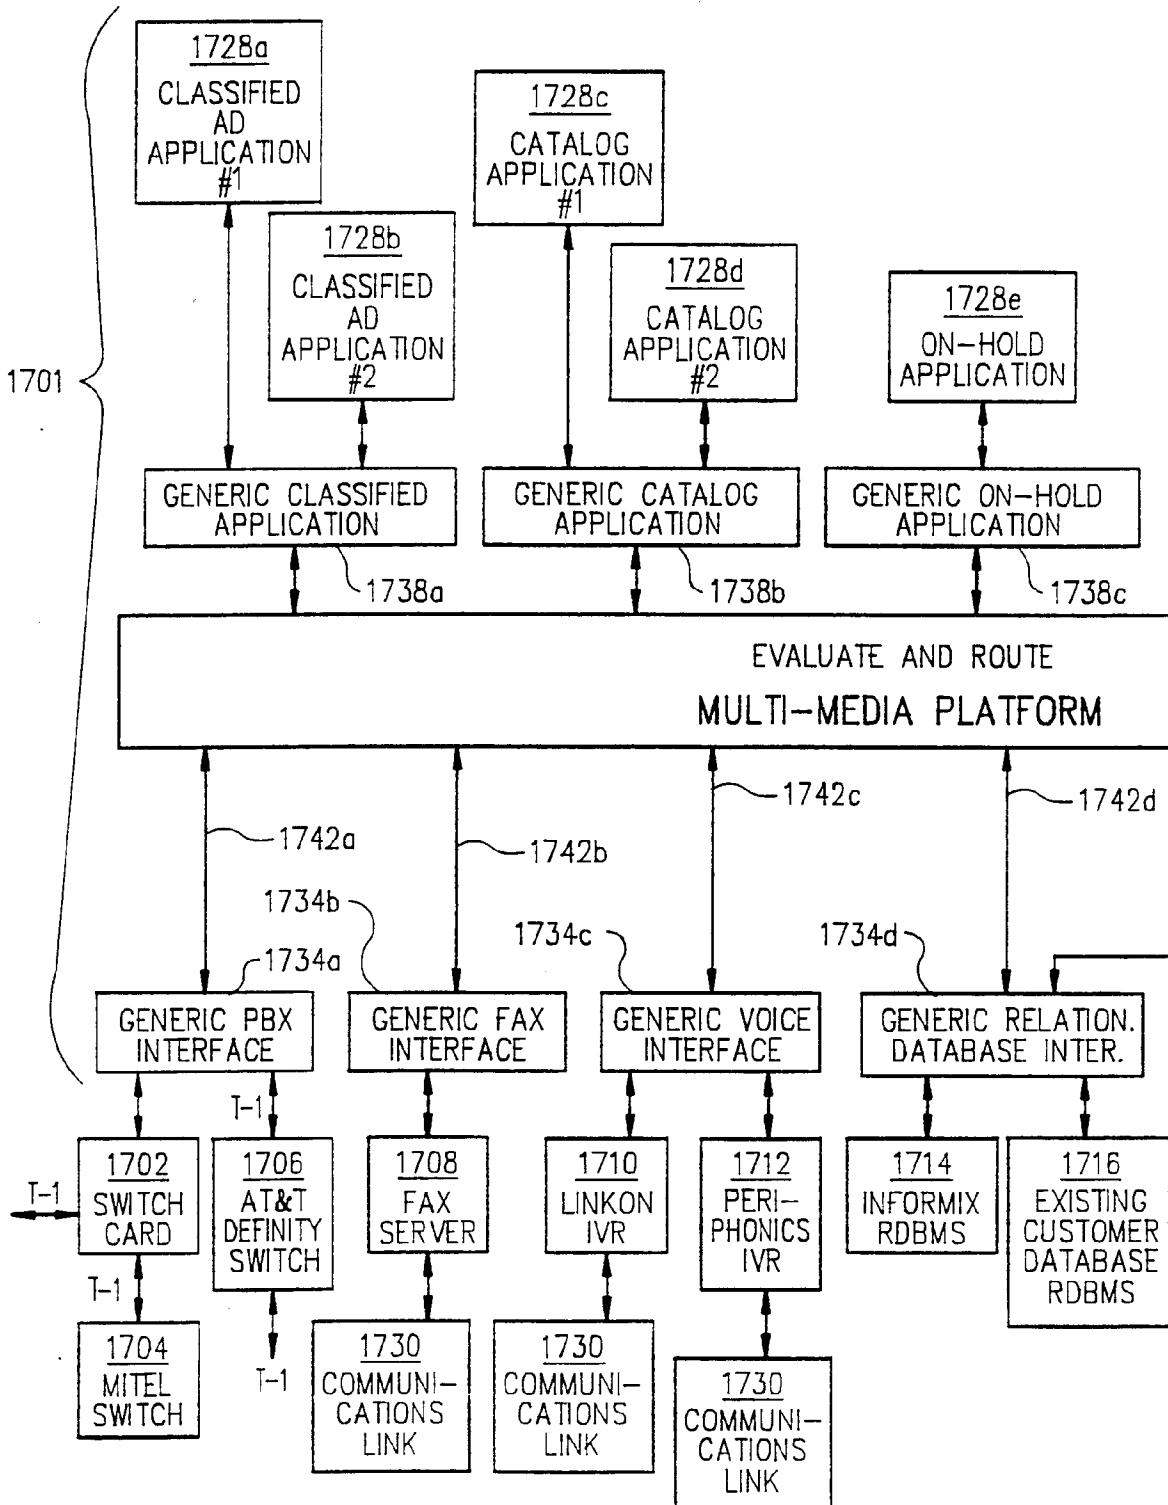 1728a
CLASSIFIED
AD
APPLICATION
#1
1728c
CATALOG
APPLICATION
#1
1728b
CLASSIFIED
AD
APPLICATION
#2
1728d
CATALOG
APPLICATION
#2
1728e
ON-HOLD
APPLICATION
1701
GENERIC CLASSIFIED
APPLICATION
GENERIC CATALOG
APPLICATION
GENERIC ON-HOLD
APPLICATION
1738a
1738b
1738c
EVALUATE AND ROUTE
MULTI-MEDIA PLATFORM
1742a
1742b
1742c
1742d
1734a
1734b
1734c
1734d
GENERIC PBX
INTERFACE
GENERIC FAX
INTERFACE
GENERIC VOICE
INTERFACE
GENERIC RELATION.
DATABASE INTER.
T-1
T-1
1702
SWITCH
CARD
1706
AT&T
DEFINITY
SWITCH
1708
FAX
SERVER
1710
LINKON
IVR
1712
PERI-
PHONICS
IVR
1714
INFORMIX
RDBMS
1716
EXISTING
CUSTOMER
DATABASE
RDBMS
T-1
1704
MITEL
SWITCH
T-1
1730
COMMUNI-
CATIONS
LINK
1730
COMMUNI-
CATIONS
LINK
1730
COMMUNI-
CATIONS
LINK